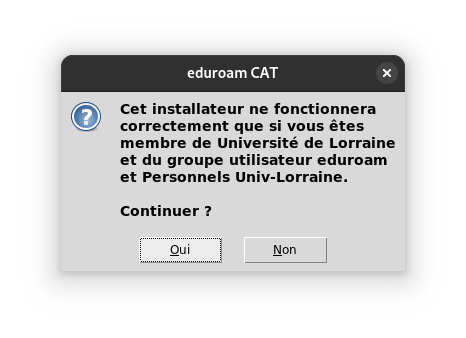 eduroam CAT
Cet installateur ne fonctionnera
correctement que si vous êtes
membre de Université de Lorraine
et du groupe utilisateur eduroam
et Personnels Univ-Lorraine.
Continuer ?
Oui
Non